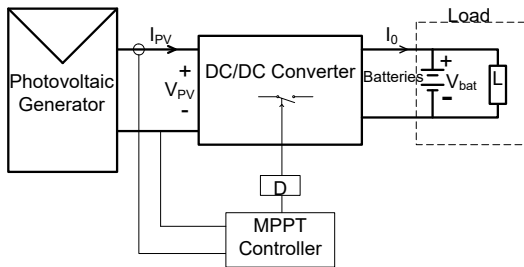 Load
I_PV
I_0
Photovoltaic
Generator
+
V_PV
-
DC/DC Converter
Batteries
+
V_bat
-
L
D
MPPT
Controller